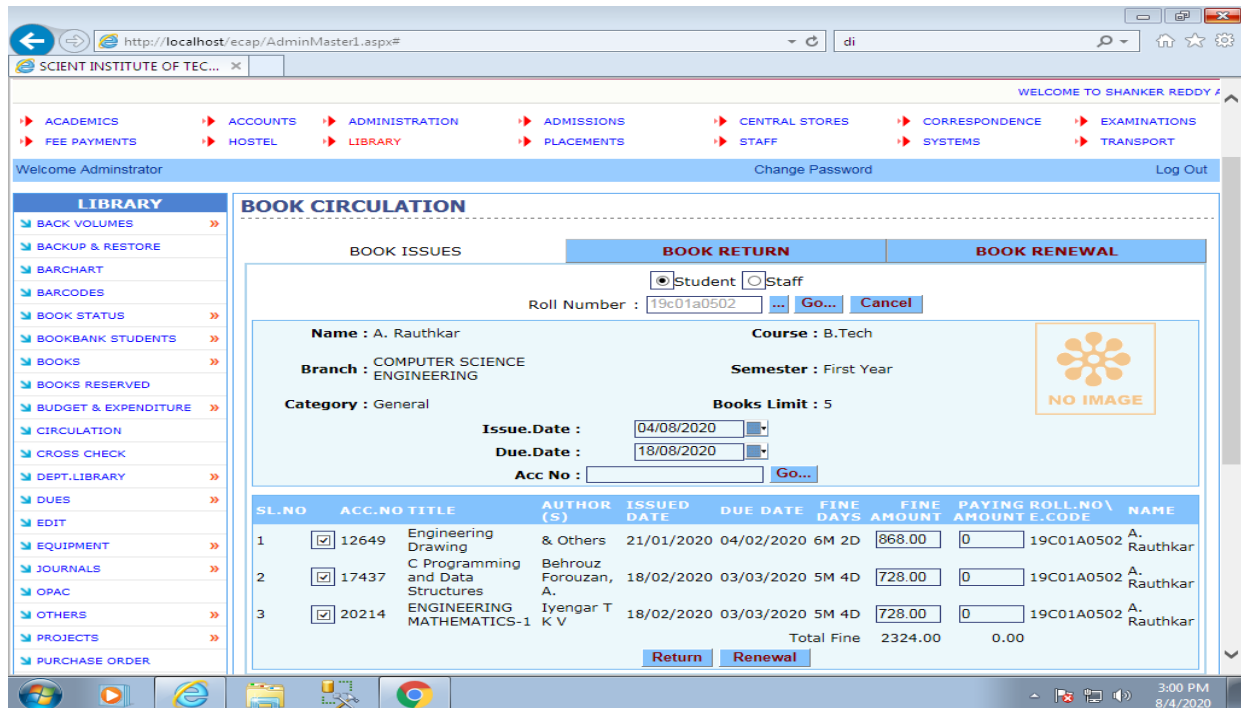 http://localhost/ecap/AdminMaster1.aspx#
di
SCIENT INSTITUTE OF TEC...
WELCOME TO SHANKER REDDY
ACADEMICS ACCOUNTS ADMINISTRATION ADMISSIONS CENTRAL STORES CORRESPONDENCE EXAMINATIONS
FEE PAYMENTS HOSTEL LIBRARY PLACEMENTS STAFF SYSTEMS TRANSPORT
Welcome Adminstrator Change Password Log Out
LIBRARY
BACK VOLUMES
BACKUP & RESTORE
BARCHART
BARCODES
BOOK STATUS
BOOKBANK STUDENTS
BOOKS
BOOKS RESERVED
BUDGET & EXPENDITURE
CIRCULATION
CROSS CHECK
DEPT.LIBRARY
DUES
EDIT
EQUIPMENT
JOURNALS
OPAC
OTHERS
PROJECTS
PURCHASE ORDER
BOOK CIRCULATION
BOOK ISSUES BOOK RETURN BOOK RENEWAL
Student Staff
Roll Number : 19c01a0502 ... Go... Cancel
Name : A. Rauthkar Course : B.Tech
Branch : COMPUTER SCIENCE ENGINEERING Semester : First Year
Category : General Books Limit : 5
NO IMAGE
Issue.Date : 04/08/2020
Due.Date : 18/08/2020
Acc No : Go...
SL.NO ACC.NO TITLE AUTHOR (S) ISSUED DATE DUE DATE FINE DAYS FINE AMOUNT PAYING AMOUNT ROLL.NO\ E.CODE NAME
1 12649 Engineering Drawing & Others 21/01/2020 04/02/2020 6M 2D 868.00 0 19C01A0502 A. Rauthkar
2 17437 C Programming and Data Structures Behrouz Forouzan, A. 18/02/2020 03/03/2020 5M 4D 728.00 0 19C01A0502 A. Rauthkar
3 20214 ENGINEERING MATHEMATICS-1 Iyengar T K V 18/02/2020 03/03/2020 5M 4D 728.00 0 19C01A0502 A. Rauthkar
Total Fine 2324.00 0.00
Return Renewal
3:00 PM
8/4/2020